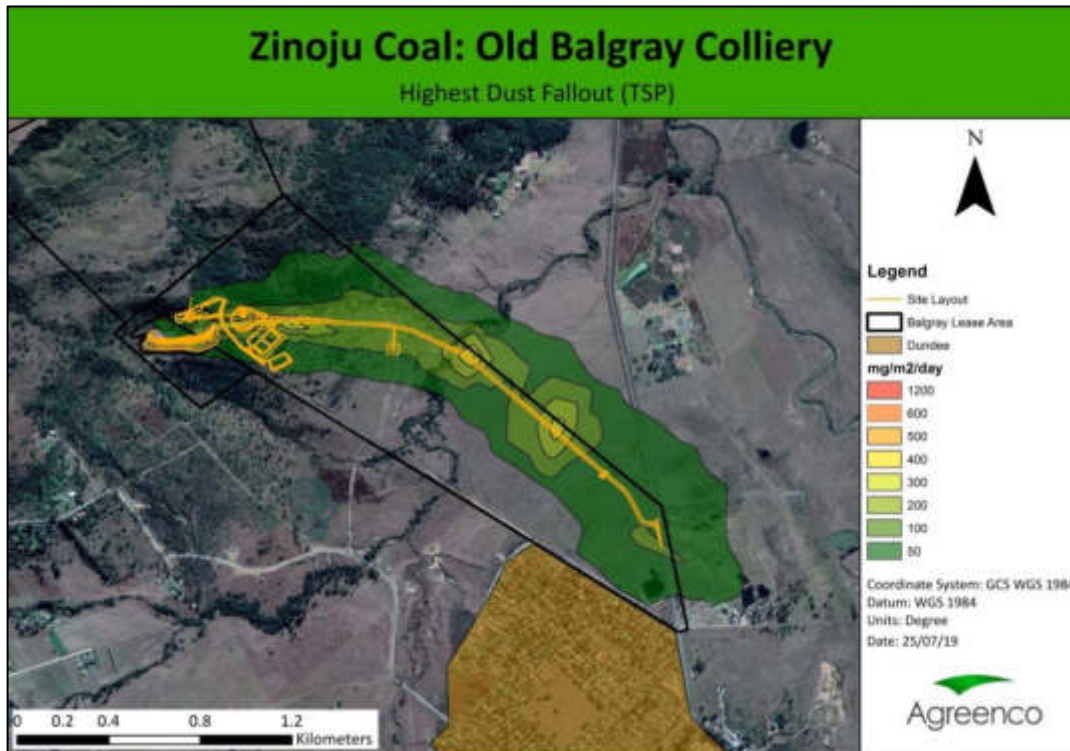 Zinoju Coal: Old Balgray Colliery
Highest Dust Fallout (TSP)
N
Legend
Site Layout
Balgray Lease Area
Dundee
mg/m2/day
1200
600
500
400
300
200
100
50
Coordinate System: GCS WGS 1984
Datum: WGS 1984
Units: Degree
Date: 25/07/19
Agreenco
0 0.2 0.4 0.8 1.2
Kilometers